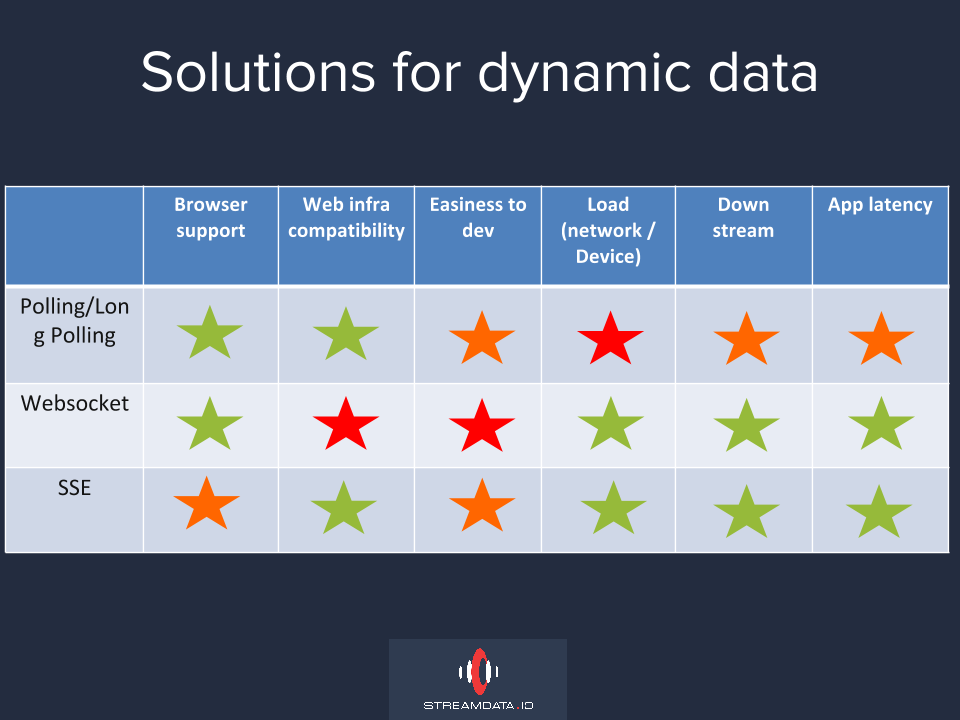 Solutions for dynamic data
Browser
support
Web infra
compatibility
Easiness to
dev
Load
(network /
Device)
Down
stream
App latency
Polling/Lon
g Polling
Websocket
SSE
STREAMDATA.IO